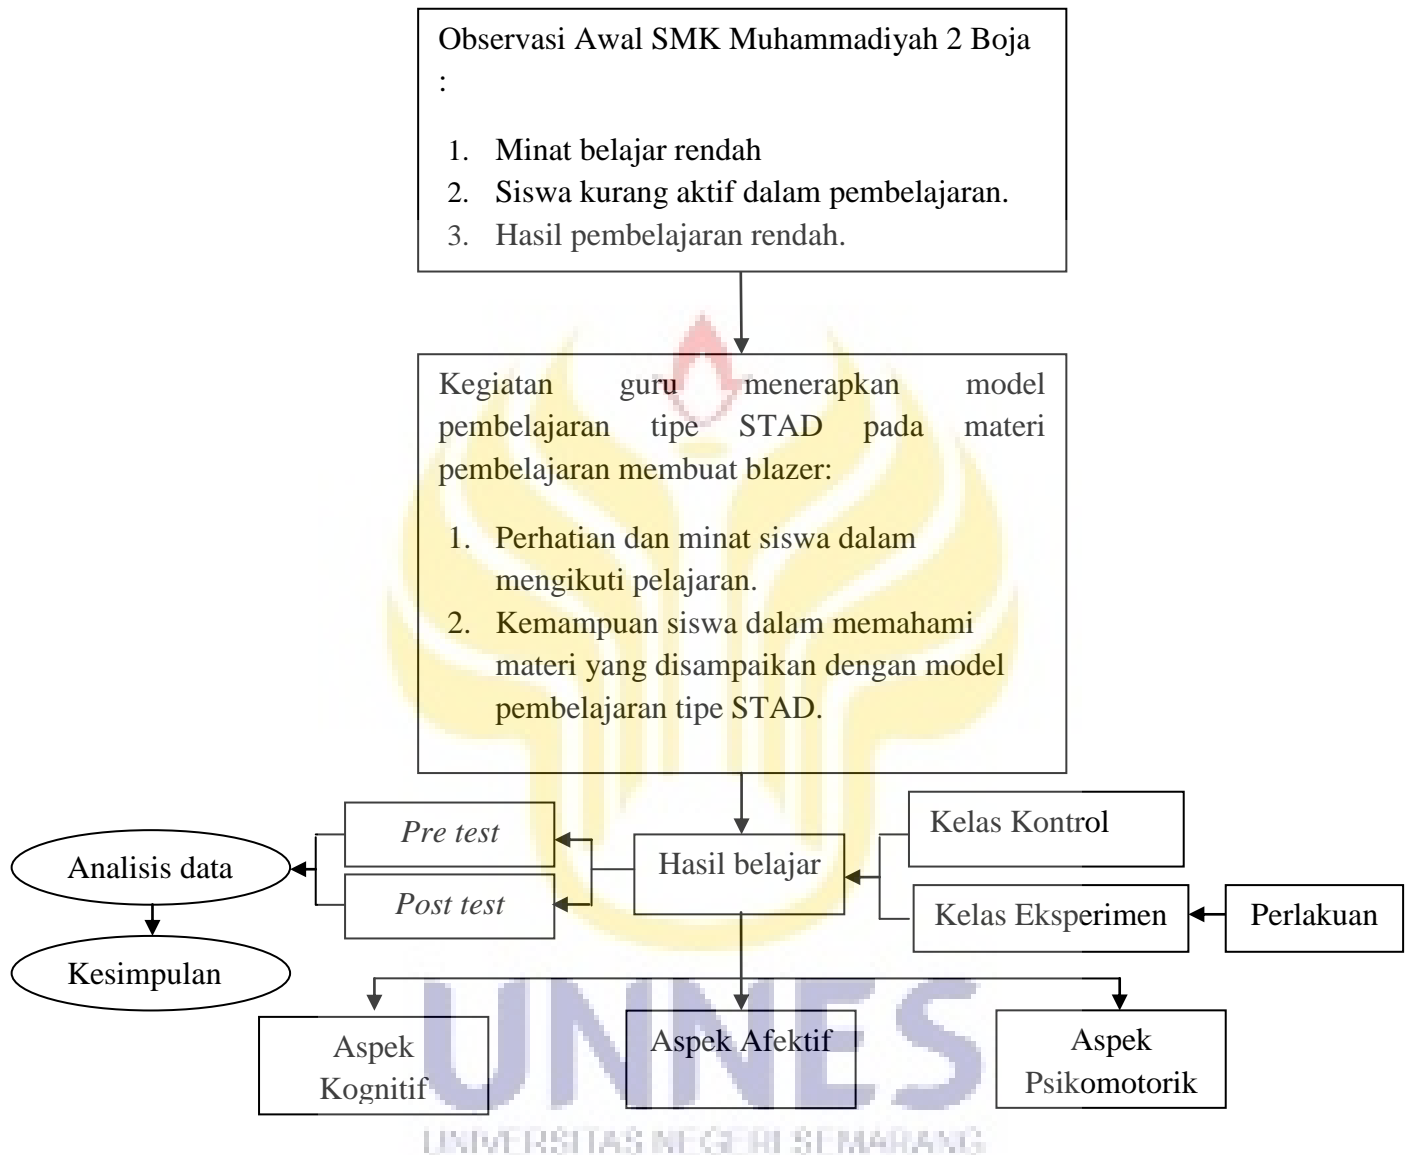 Observasi Awal SMK Muhammadiyah 2 Boja
:
1. Minat belajar rendah
2. Siswa kurang aktif dalam pembelajaran.
3. Hasil pembelajaran rendah.
Kegiatan guru menerapkan model
pembelajaran tipe STAD pada materi
pembelajaran membuat blazer:
1. Perhatian dan minat siswa dalam
mengikuti pelajaran.
2. Kemampuan siswa dalam memahami
materi yang disampaikan dengan model
pembelajaran tipe STAD.
Pre test
Post test
Analisis data
Kesimpulan
Hasil belajar
Kelas Kontrol
Kelas Eksperimen
Perlakuan
Aspek
Kognitif
Aspek Afektif
Aspek
Psikomotorik
UNNES
UNIVERSITAS NEGERI SEMARANG